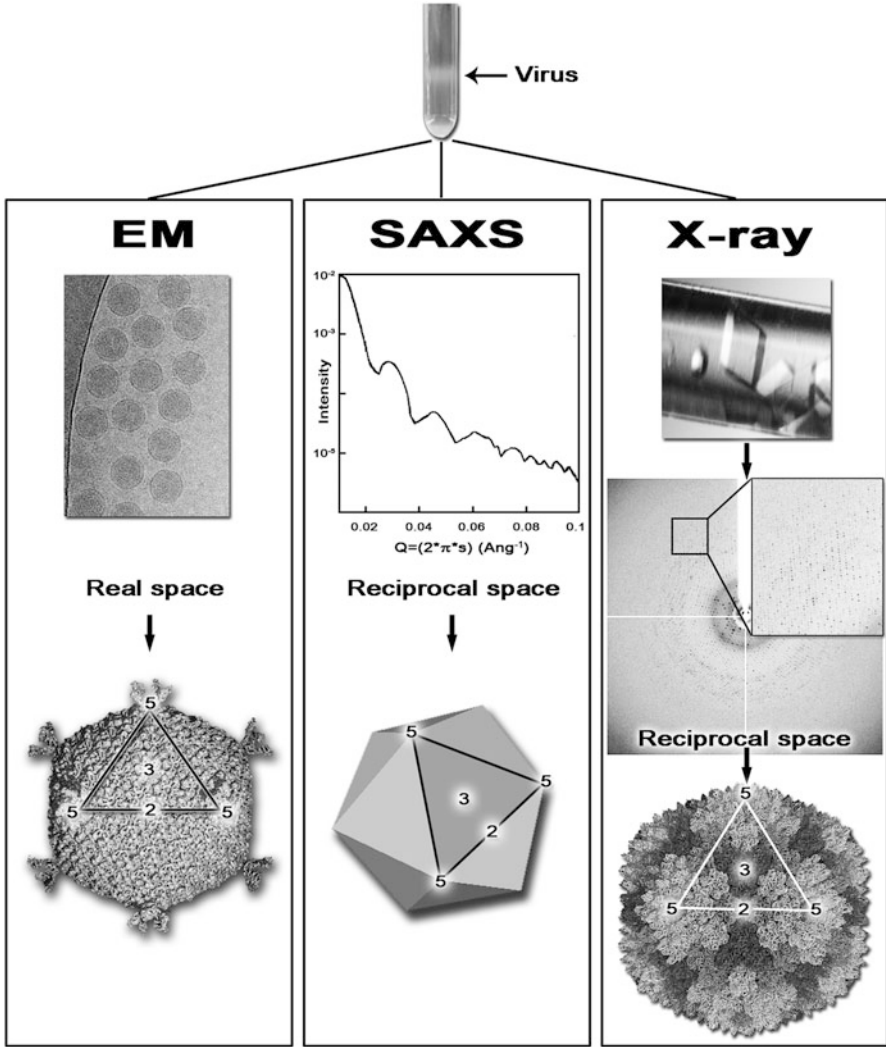 Virus
EM
Real space
5
3
5
2
5
SAXS
10-2
10-3
10-5
Intensity
0.02 0.04 0.06 0.08 0.1
Q=(2*π*s) (Ang-1)
Reciprocal space
5
5
3
2
5
X-ray
Reciprocal space
5
3
5
2
5